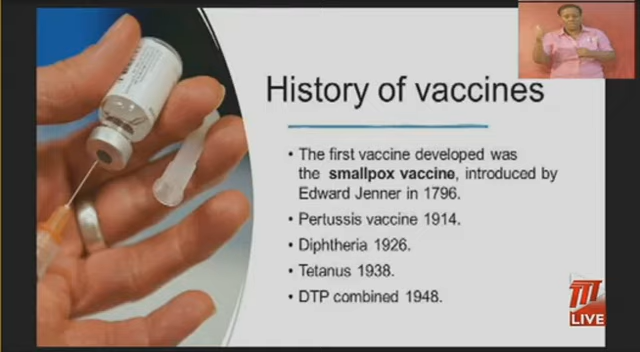 History of vaccines
• The first vaccine developed was
the smallpox vaccine, introduced by
Edward Jenner in 1796.
• Pertussis vaccine 1914.
• Diphtheria 1926.
• Tetanus 1938.
• DTP combined 1948.
LIVE